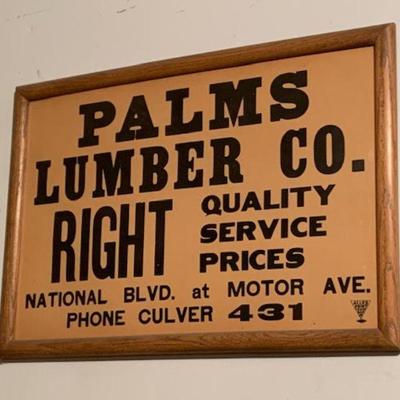 PALMS
LUMBER CO.
RIGHT
QUALITY
SERVICE
PRICES
NATIONAL BLVD. at MOTOR AVE.
PHONE CULVER 431